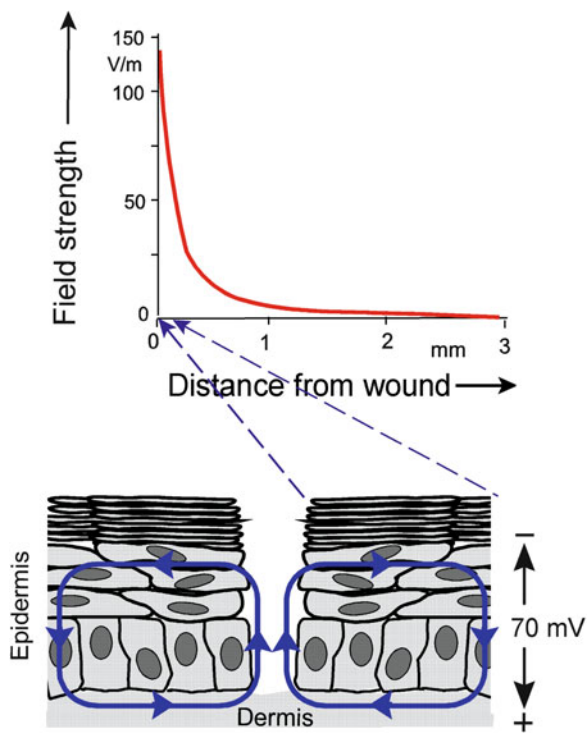 150
V/m
100
50
0
Field strength
0 1 2 mm 3
Distance from wound
Epidermis
−
70 mV
+
Dermis